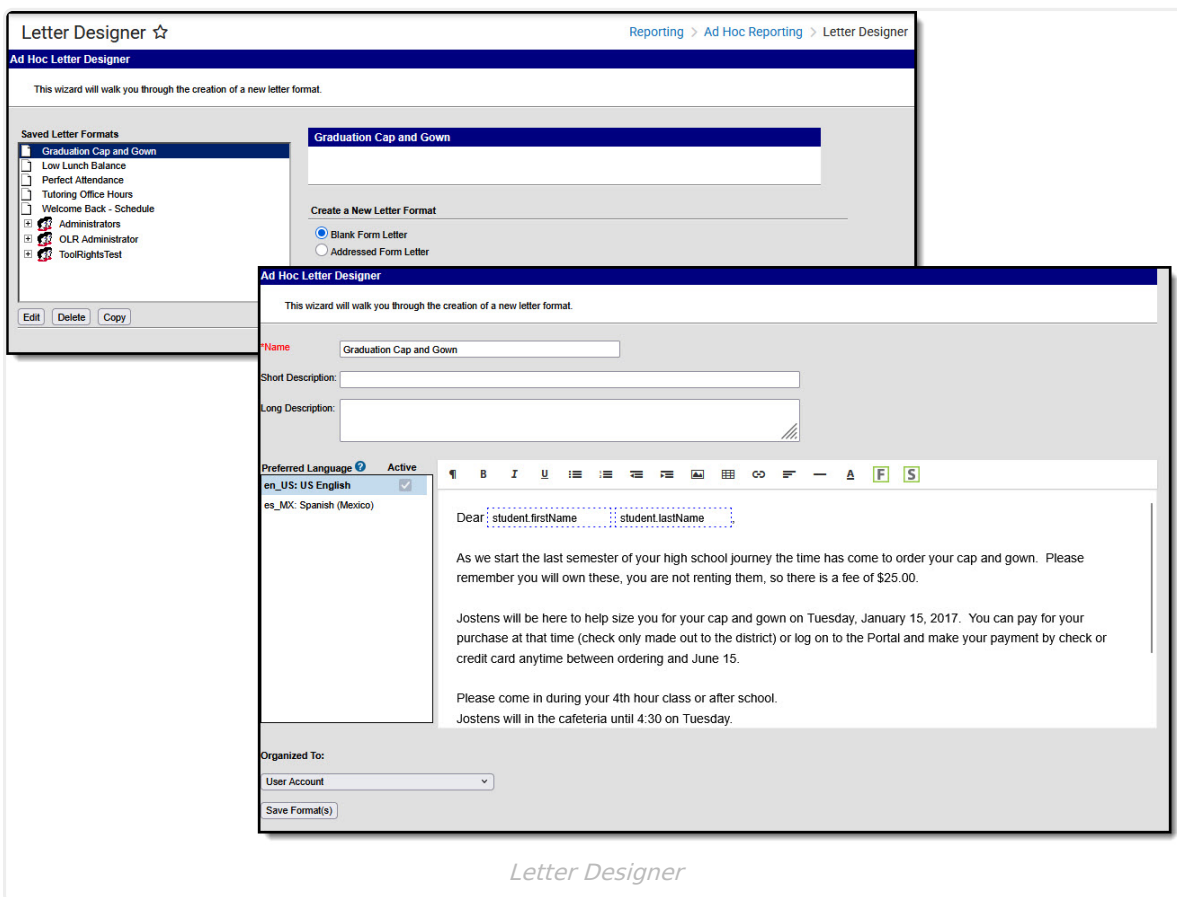 Letter Designer ☆
Reporting > Ad Hoc Reporting > Letter Designer
Ad Hoc Letter Designer
This wizard will walk you through the creation of a new letter format.
Saved Letter Formats
Graduation Cap and Gown
Low Lunch Balance
Perfect Attendance
Tutoring Office Hours
Welcome Back - Schedule
Administrators
OLR Administrator
ToolRightsTest
Edit Delete Copy
Graduation Cap and Gown
Create a New Letter Format
Blank Form Letter
Addressed Form Letter
Ad Hoc Letter Designer
This wizard will walk you through the creation of a new letter format.
*Name Graduation Cap and Gown
Short Description:
Long Description:
Preferred Language ? Active
en_US: US English
es_MX: Spanish (Mexico)
¶ B I U A F S
Dear student.firstName student.lastName,
As we start the last semester of your high school journey the time has come to order your cap and gown. Please
remember you will own these, you are not renting them, so there is a fee of $25.00.
Jostens will be here to help size you for your cap and gown on Tuesday, January 15, 2017. You can pay for your
purchase at that time (check only made out to the district) or log on to the Portal and make your payment by check or
credit card anytime between ordering and June 15.
Please come in during your 4th hour class or after school.
Jostens will in the cafeteria until 4:30 on Tuesday.
Organized To:
User Account
Save Format(s)
Letter Designer